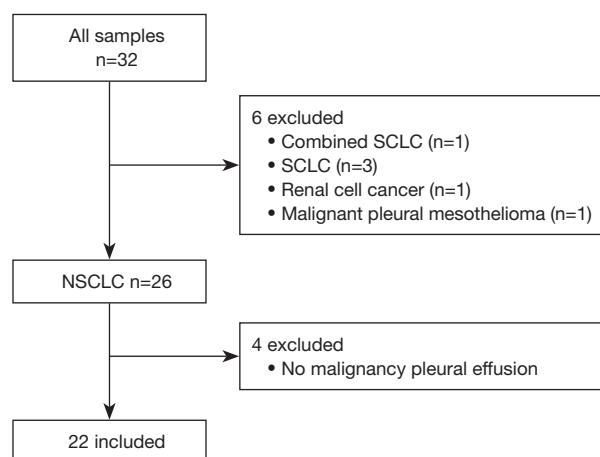 All samples
n=32
6 excluded
• Combined SCLC (n=1)
• SCLC (n=3)
• Renal cell cancer (n=1)
• Malignant pleural mesothelioma (n=1)
NSCLC n=26
4 excluded
• No malignancy pleural effusion
22 included